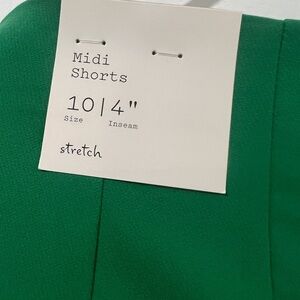 Midi
Shorts
10|4"
Size Inseam
stretch